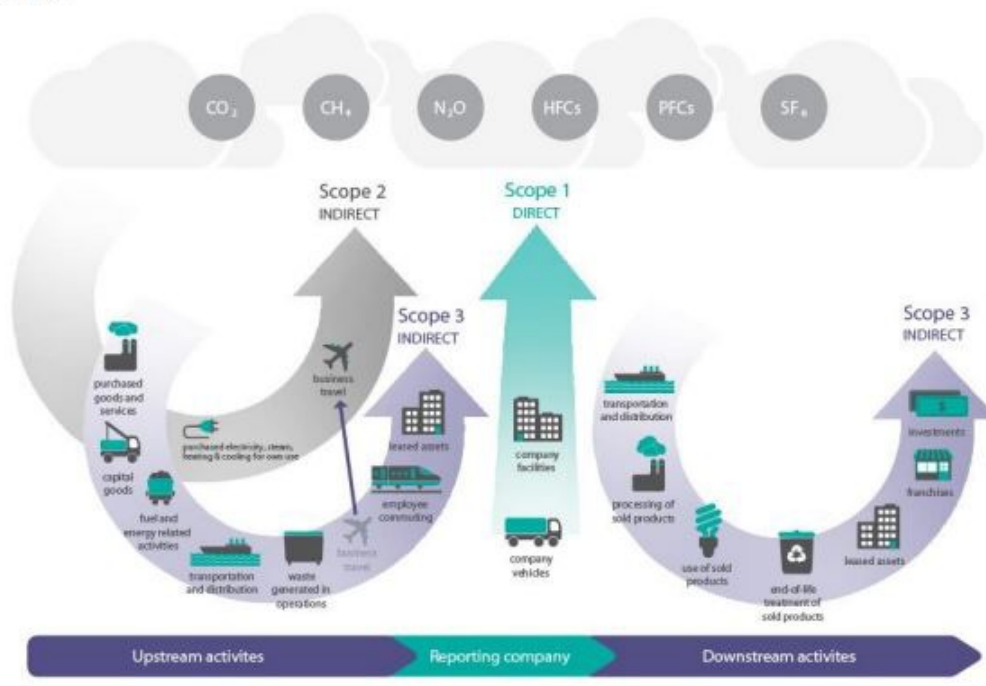 CO₂
CH₄
N₂O
HFCs
PFCs
SF₆
Scope 2
INDIRECT
Scope 1
DIRECT
Scope 3
INDIRECT
Scope 3
INDIRECT
purchased
goods and
services
capital
goods
fuel and
energy related
activities
purchased electricity, steam,
heating & cooling for own use
business
travel
transportation
and distribution
waste
generated in
operations
business
travel
employee
commuting
leased assets
company
facilities
company
vehicles
transportation
and distribution
processing of
sold products
use of sold
products
end-of-life
treatment of
sold products
leased assets
franchises
investments
$
Upstream activites
Reporting company
Downstream activites